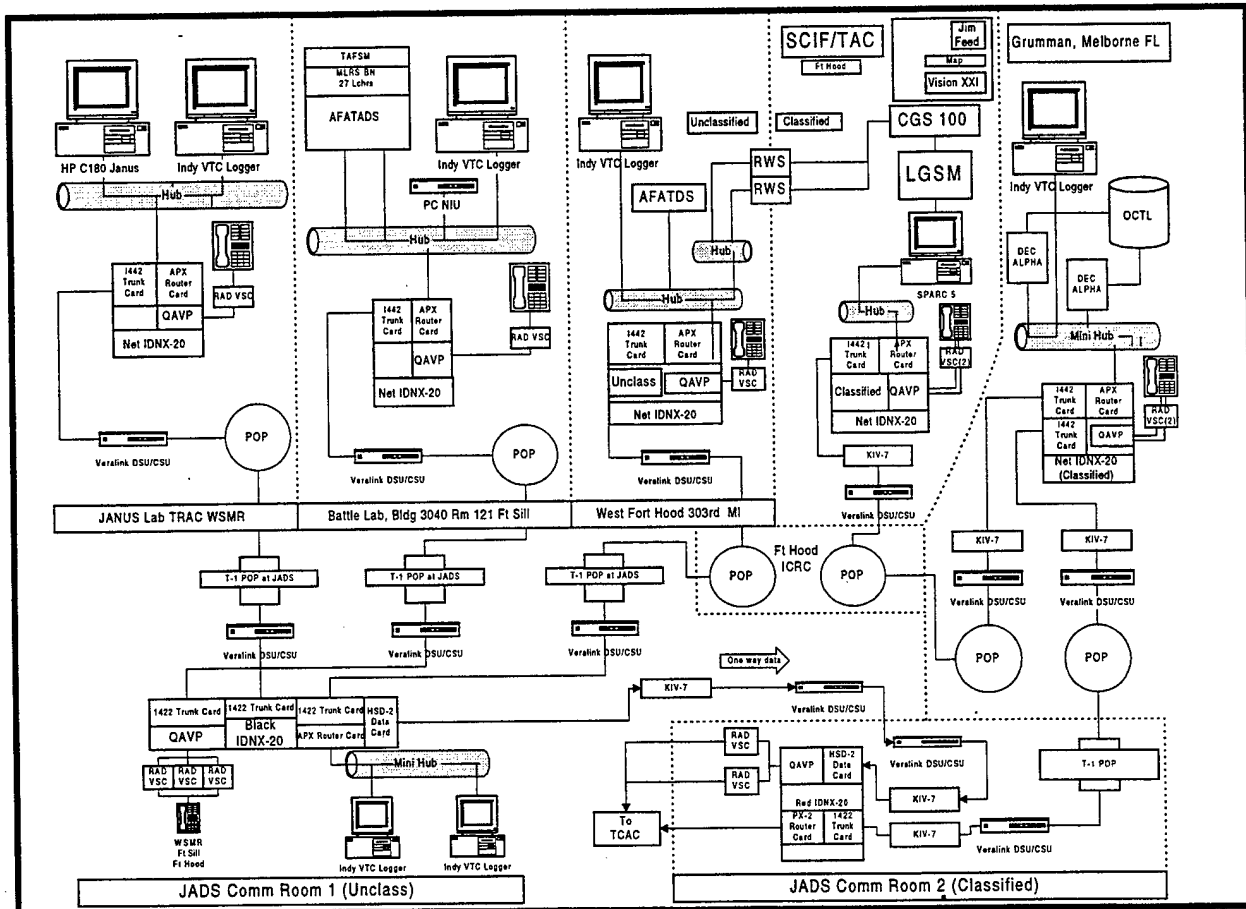 HP C180 Janus
Indy VTC Logger
Hub
1442
Trunk
Card
APX
Router
Card
QAVP
Net IDNX-20
RAD VSC
Veralink DSU/CSU
POP
JANUS Lab TRAC WSMR
TAFSM
MLRS BN
27 Lchrs
AFATADS
Indy VTC Logger
PC NIU
Hub
1442
Trunk
Card
APX
Router
Card
QAVP
Net IDNX-20
RAD VSC
Veralink DSU/CSU
POP
Battle Lab, Bldg 3040 Rm 121 Ft Sill
Indy VTC Logger
Unclassified
AFATDS
Hub
Hub
1442
Trunk
Card
APX
Router
Card
Unclass
QAVP
Net IDNX-20
RAD
VSC
Veralink DSU/CSU
West Fort Hood 303rd MI
SCIF/TAC
Ft Hood
Classified
RWS
RWS
Jim
Feed
Map
Vision XXI
CGS 100
LGSM
SPARC 5
Hub
1442
Trunk
Card
APX
Router
Card
Classified
QAVP
Net IDNX-20
RAD
VSC(2)
KIV-7
Veralink DSU/CSU
Grumman, Melborne FL
Indy VTC Logger
OCTL
DEC
ALPHA
DEC
ALPHA
Mini Hub
1442
Trunk
Card
APX
Router
Card
1442
Trunk
Card
QAVP
Net IDNX-20
(Classified)
RAD
VSC(2)
KIV-7
KIV-7
Veralink DSU/CSU
Veralink DSU/CSU
POP
POP
Ft Hood
ICRC
POP
POP
T-1 POP at JADS
T-1 POP at JADS
T-1 POP at JADS
Veralink DSU/CSU
Veralink DSU/CSU
Veralink DSU/CSU
One way data
KIV-7
Veralink DSU/CSU
1422 Trunk Card
1422 Trunk Card
1422 Trunk Card
HSD-2
Data
Card
QAVP
Black
IDNX-20
APX Router Card
RAD
VSC
RAD
VSC
RAD
VSC
Mini Hub
WSMR
Ft Sill
Ft Hood
Indy VTC Logger
Indy VTC Logger
JADS Comm Room 1 (Unclass)
RAD
VSC
RAD
VSC
QAVP
HSD-2
Data
Card
Red IDNX-20
PX-2
Router
Card
1422
Trunk
Card
To
TCAC
Veralink DSU/CSU
KIV-7
KIV-7
Veralink DSU/CSU
T-1 POP
JADS Comm Room 2 (Classified)